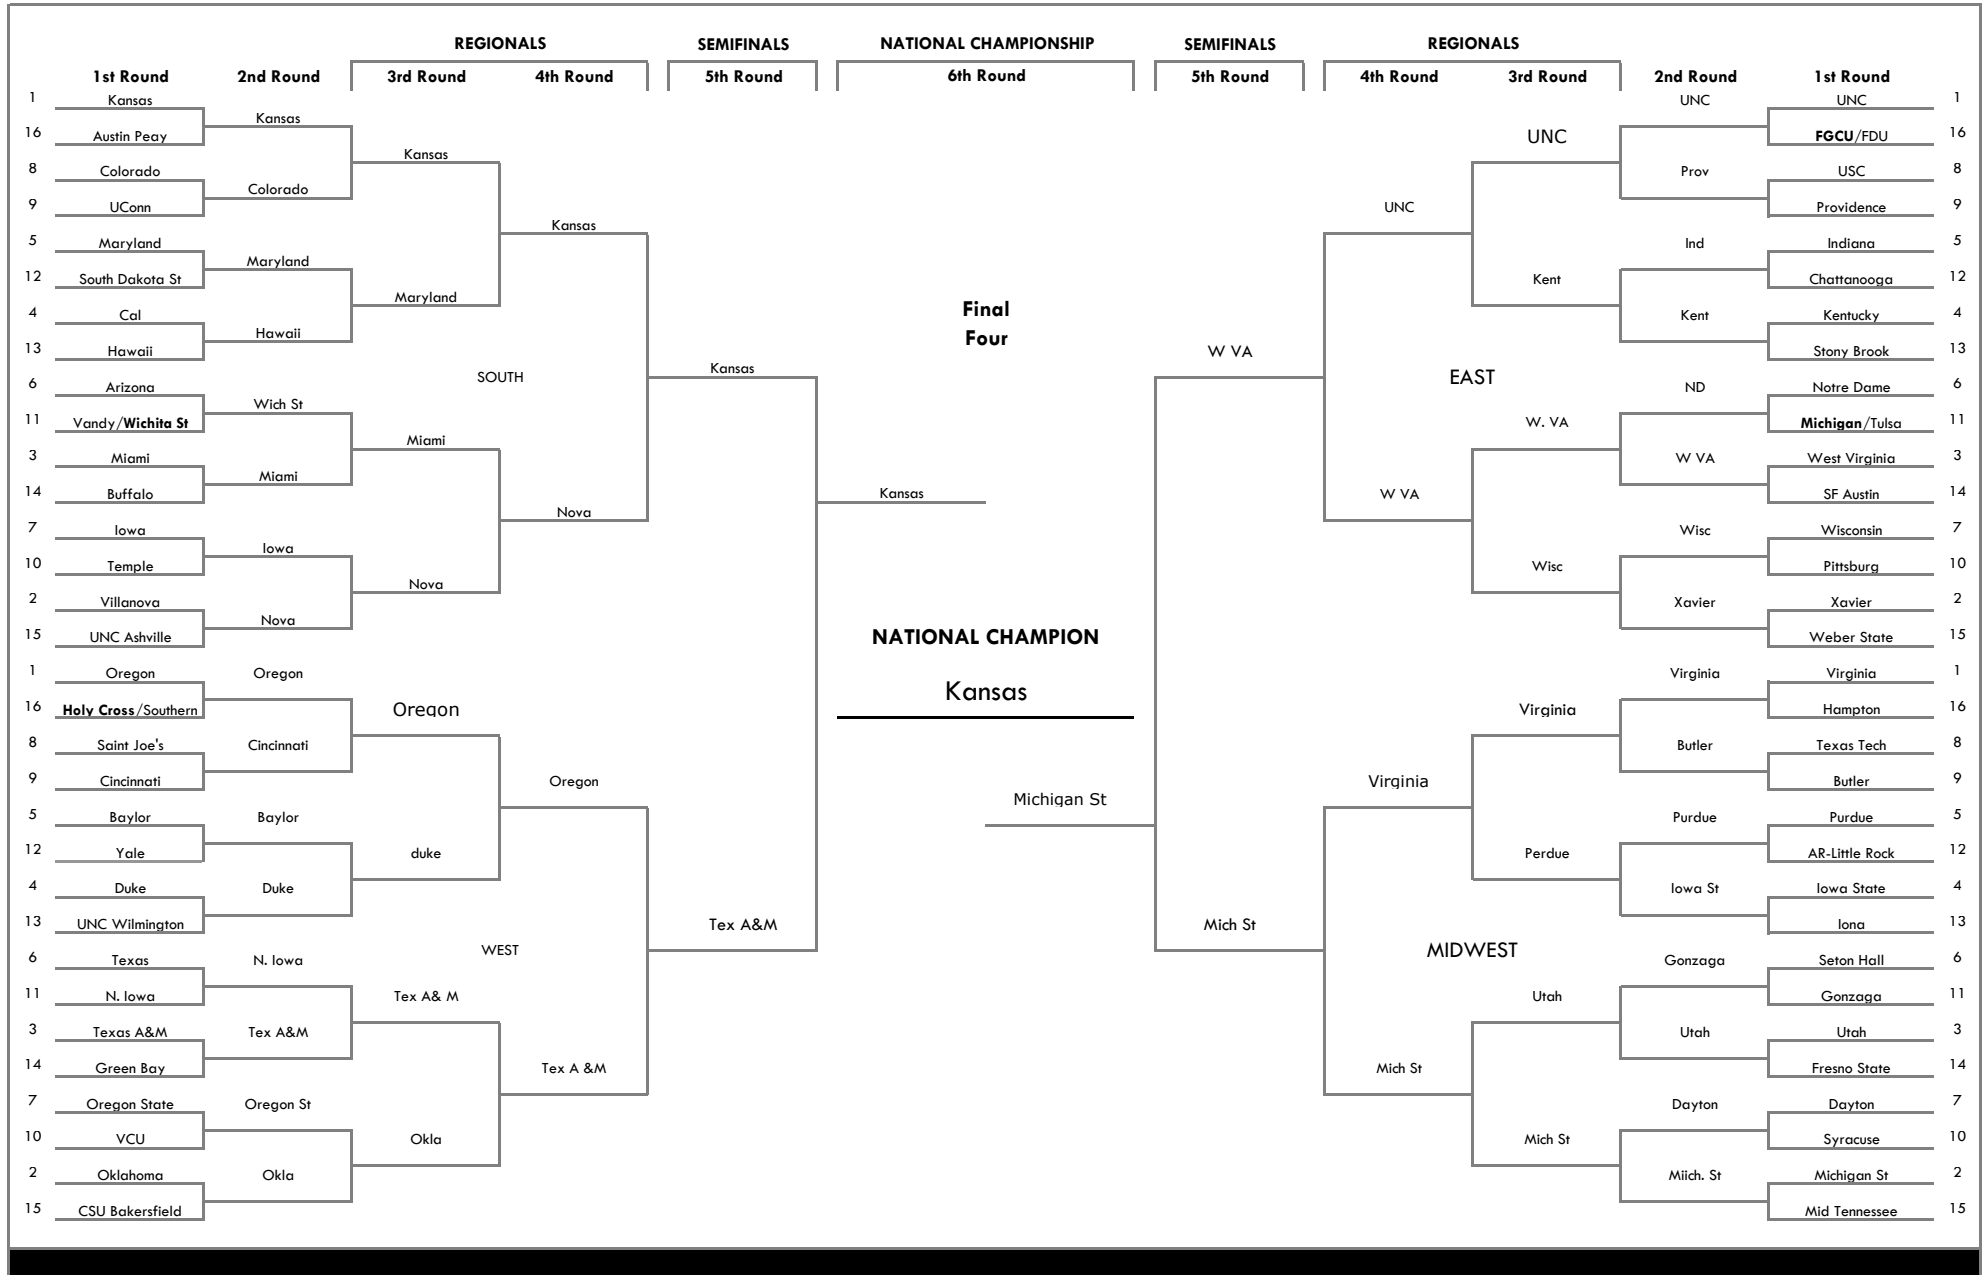 REGIONALS SEMIFINALS NATIONAL CHAMPIONSHIP SEMIFINALS REGIONALS
1st Round 2nd Round 3rd Round 4th Round 5th Round 6th Round 5th Round 4th Round 3rd Round 2nd Round 1st Round
1 Kansas UNC UNC 1
Kansas
16 Austin Peay UNC FGCU/FDU 16
Kansas
8 Colorado Prov USC 8
Colorado
9 UConn UNC Providence 9
Kansas
5 Maryland Ind Indiana 5
Maryland
12 South Dakota St Kent Chattanooga 12
Maryland
4 Cal Final Kent Kentucky 4
Hawaii Four
13 Hawaii W VA Stony Brook 13
Kansas
SOUTH EAST
6 Arizona ND Notre Dame 6
Wich St
11 Vandy/Wichita St W. VA Michigan/Tulsa 11
Miami
3 Miami W VA West Virginia 3
Miami
14 Buffalo Kansas W VA SF Austin 14
Nova
7 Iowa Wisc Wisconsin 7
Iowa
10 Temple Wisc Pittsburg 10
Nova
2 Villanova Xavier Xavier 2
Nova
15 UNC Ashville NATIONAL CHAMPION Weber State 15
1 Oregon Oregon Kansas Virginia Virginia 1
16 Holy Cross/Southern Oregon Virginia Hampton 16
8 Saint Joe's Cincinnati Butler Texas Tech 8
9 Cincinnati Oregon Michigan St Virginia Butler 9
5 Baylor Baylor Purdue Purdue 5
12 Yale duke Perdue AR-Little Rock 12
4 Duke Duke Iowa St Iowa State 4
13 UNC Wilmington Tex A&M Mich St Iona 13
WEST MIDWEST
6 Texas N. Iowa Gonzaga Seton Hall 6
11 N. Iowa Tex A& M Utah Gonzaga 11
3 Texas A&M Tex A&M Utah Utah 3
14 Green Bay Tex A &M Mich St Fresno State 14
7 Oregon State Oregon St Dayton Dayton 7
10 VCU Okla Mich St Syracuse 10
2 Oklahoma Okla Miich. St Michigan St 2
15 CSU Bakersfield Mid Tennessee 15